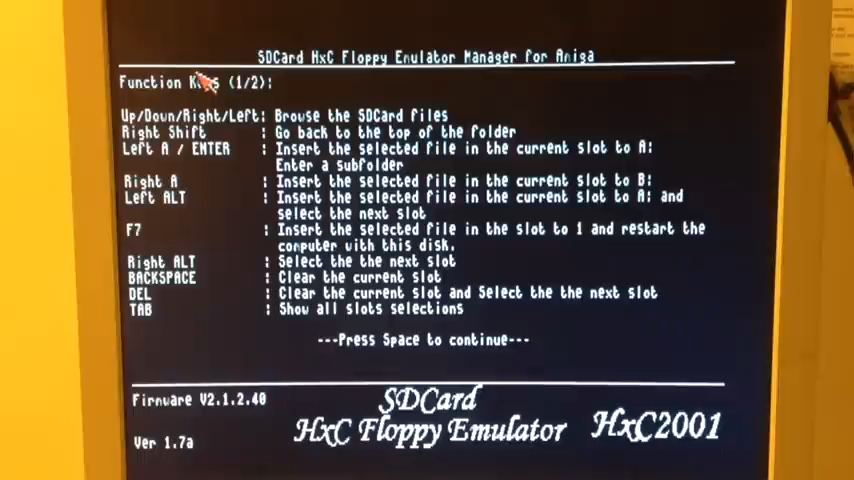 SDCard HxC Floppy Emulator Manager for Amiga
Function Keys (1/2):
Up/Down/Right/Left: Browse the SDCard files
Right Shift : Go back to the top of the folder
Left A / ENTER : Insert the selected file in the current slot to A:
Enter a subfolder
Right A : Insert the selected file in the current slot to B:
Left ALT : Insert the selected file in the current slot to A: and
select the next slot
F7 : Insert the selected file in the slot to 1 and restart the
computer with this disk.
Right ALT : Select the the next slot
BACKSPACE : Clear the current slot
DEL : Clear the current slot and Select the the next slot
TAB : Show all slots selections
---Press Space to continue---
Firmware V2.1.2.40
SDCard
HxC Floppy Emulator
HxC2001
Ver 1.7a